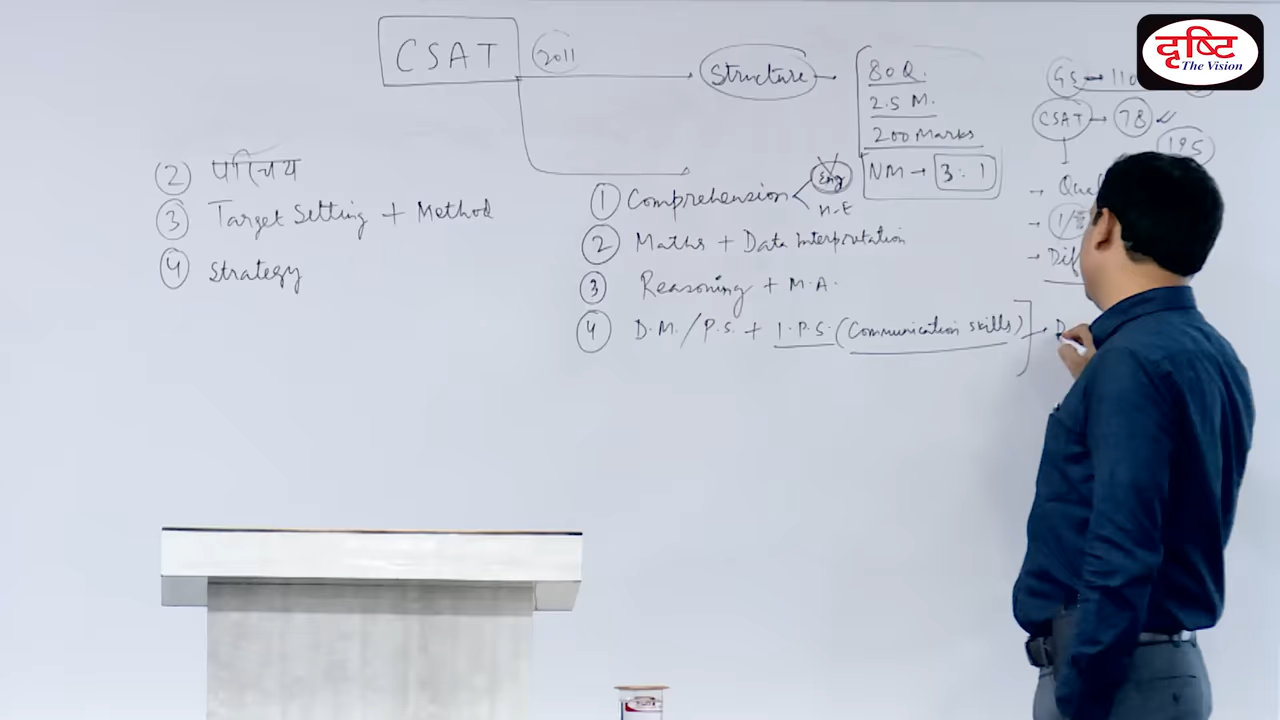 दृष्टि
The Vision
CSAT
2011
Structure
80 Q.
2.5 M.
200 Marks
NM → 3 : 1
GS → 110
CSAT → 78
195
② परिचय
③ Target Setting + Method
④ Strategy
① Comprehension
Eng
H-E
② Maths + Data Interpretation
③ Reasoning + M.A.
④ D.M./P.S. + I.P.S. (Communication Skills)